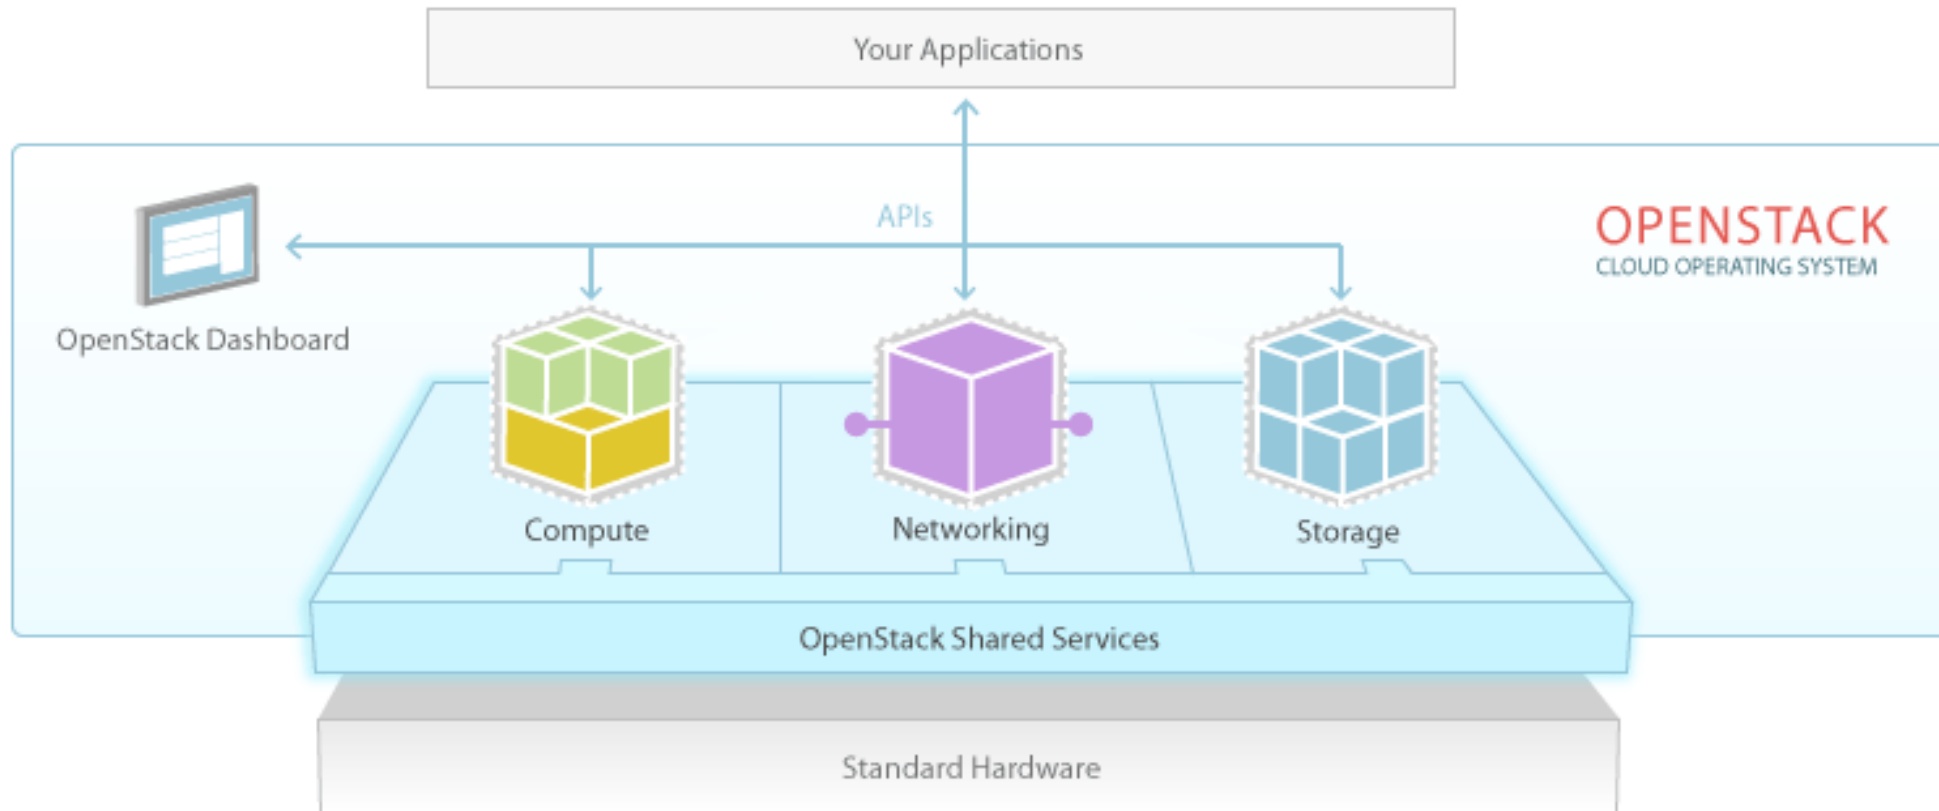 Your Applications
APIs
OPENSTACK
CLOUD OPERATING SYSTEM
OpenStack Dashboard
Compute
Networking
Storage
OpenStack Shared Services
Standard Hardware